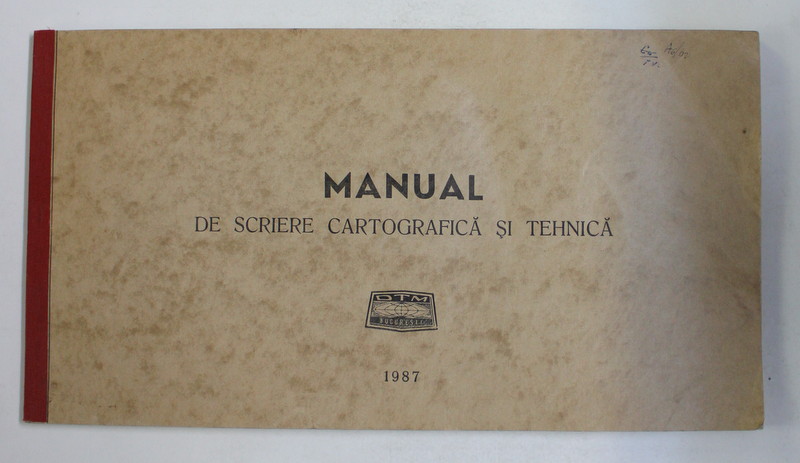 MANUAL
DE SCRIERE CARTOGRAFICĂ ȘI TEHNICĂ
DTM
BUCUREȘTI
1987